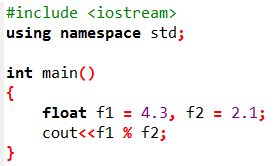 #include <iostream>
using namespace std;

int main()
{
    float f1 = 4.3, f2 = 2.1;
    cout<<f1 % f2;
}